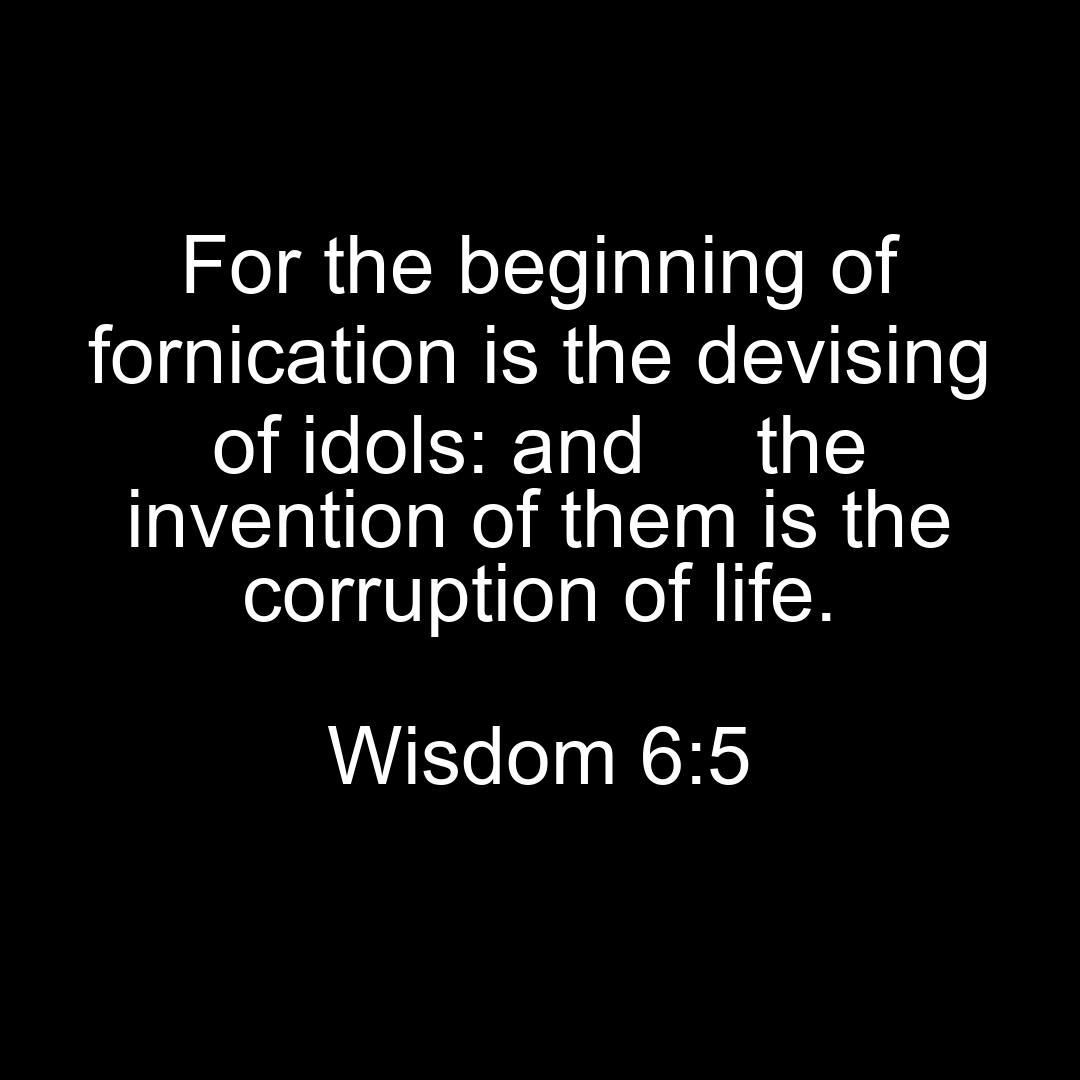 For the beginning of
fornication is the devising
of idols: and     the
invention of them is the
corruption of life.
Wisdom 6:5